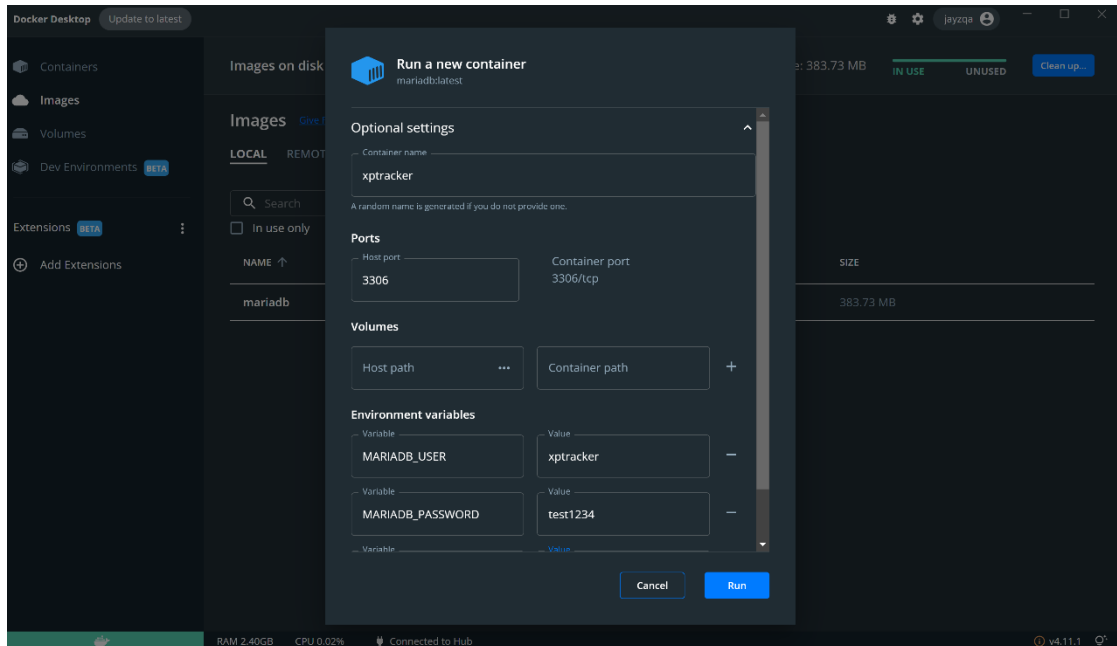 Docker Desktop Update to latest
jayzqa
Containers
Images
Volumes
Dev Environments BETA
Extensions BETA
Add Extensions
Images on disk
e: 383.73 MB
IN USE UNUSED
Clean up...
Images Give
LOCAL REMOT
Search
In use only
NAME
SIZE
mariadb
383.73 MB
Run a new container
mariadb:latest
Optional settings
Container name
xptracker
A random name is generated if you do not provide one.
Ports
Host port
3306
Container port
3306/tcp
Volumes
Host path
Container path
Environment variables
Variable Value
MARIADB_USER xptracker
Variable Value
MARIADB_PASSWORD test1234
Variable Value
Cancel Run
RAM 2.40GB CPU 0.02% Connected to Hub
v4.11.1